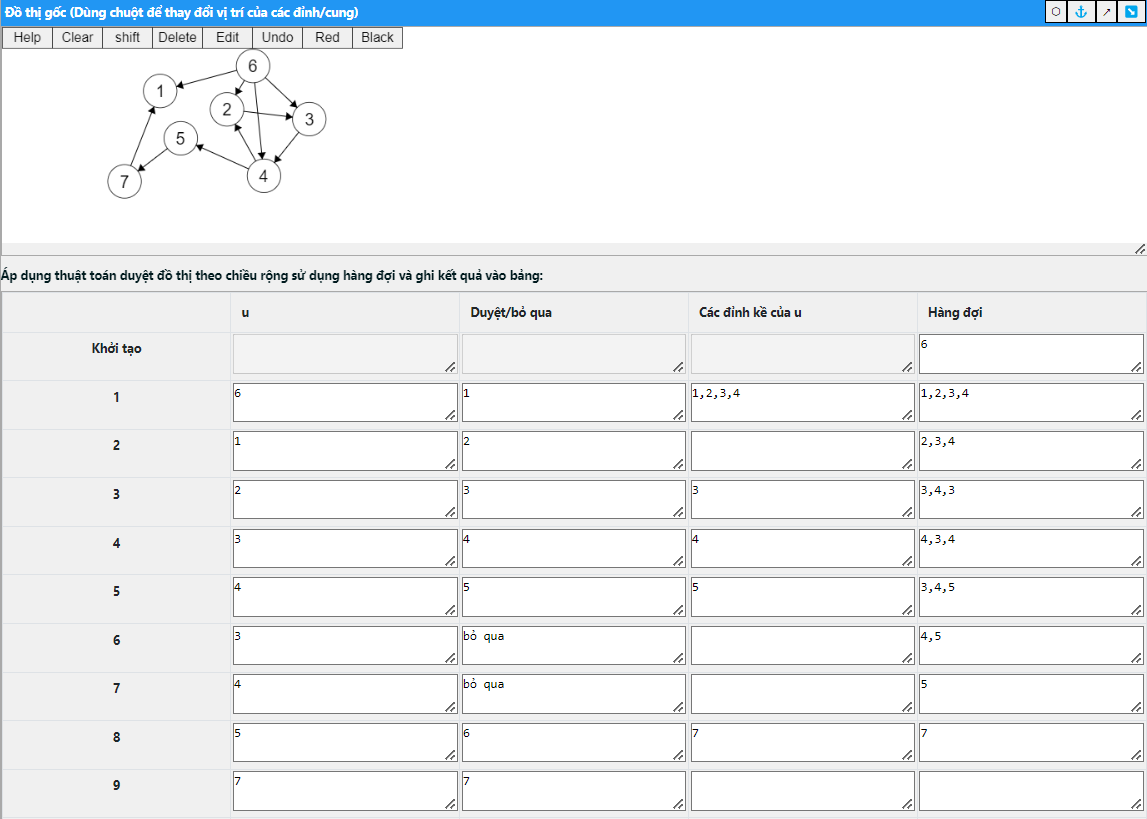 Đồ thị gốc (Dùng chuột để thay đổi vị trí của các đỉnh/cung)
Help Clear shift Delete Edit Undo Red Black
6
1
2
3
5
4
7
Áp dụng thuật toán duyệt đồ thị theo chiều rộng sử dụng hàng đợi và ghi kết quả vào bảng:
u Duyệt/bỏ qua Các đỉnh kề của u Hàng đợi
Khởi tạo 6
1 6 1 1,2,3,4 1,2,3,4
2 1 2 2,3,4
3 2 3 3 3,4,3
4 3 4 4 4,3,4
5 4 5 5 3,4,5
6 3 bỏ qua 4,5
7 4 bỏ qua 5
8 5 6 7 7
9 7 7